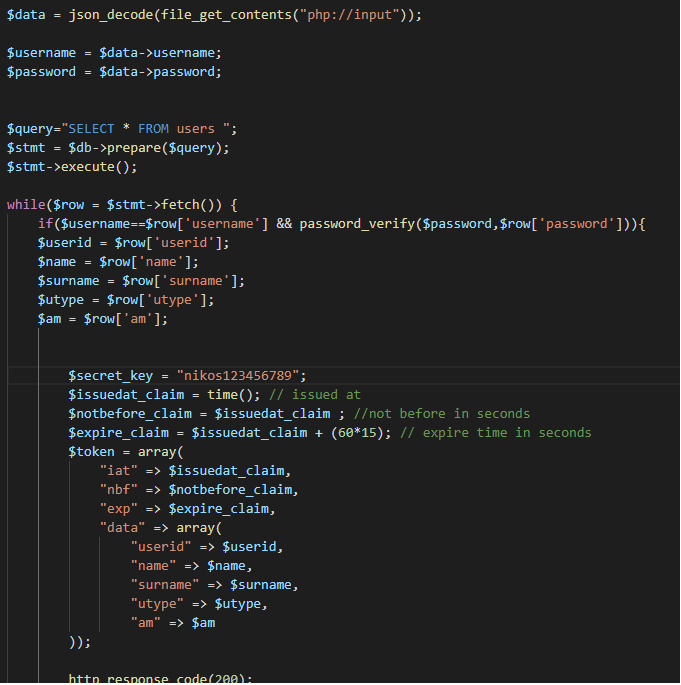 $data = json_decode(file_get_contents("php://input"));
$username = $data->username;
$password = $data->password;
$query="SELECT * FROM users ";
$stmt = $db->prepare($query);
$stmt->execute();
while($row = $stmt->fetch()) {
if($username==$row['username'] && password_verify($password,$row['password'])){
$userid = $row['userid'];
$name = $row['name'];
$surname = $row['surname'];
$utype = $row['utype'];
$am = $row['am'];
$secret_key = "nikos123456789";
$issuedat_claim = time(); // issued at
$notbefore_claim = $issuedat_claim ; //not before in seconds
$expire_claim = $issuedat_claim + (60*15); // expire time in seconds
$token = array(
"iat" => $issuedat_claim,
"nbf" => $notbefore_claim,
"exp" => $expire_claim,
"data" => array(
"userid" => $userid,
"name" => $name,
"surname" => $surname,
"utype" => $utype,
"am" => $am
));
http_response_code(200);